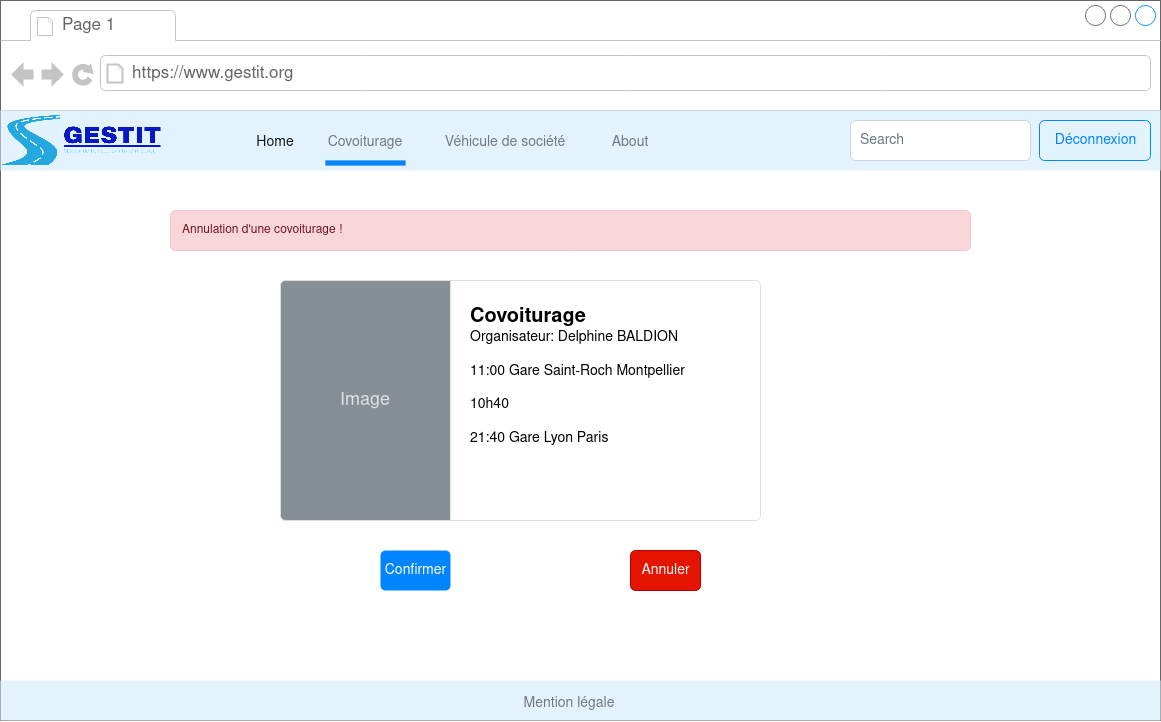 Page 1
https://www.gestit.org
GESTIT
Home
Covoiturage
Véhicule de société
About
Search
Déconnexion
Annulation d'une covoiturage !
Image
Covoiturage
Organisateur: Delphine BALDION
11:00 Gare Saint-Roch Montpellier
10h40
21:40 Gare Lyon Paris
Confirmer
Annuler
Mention légale